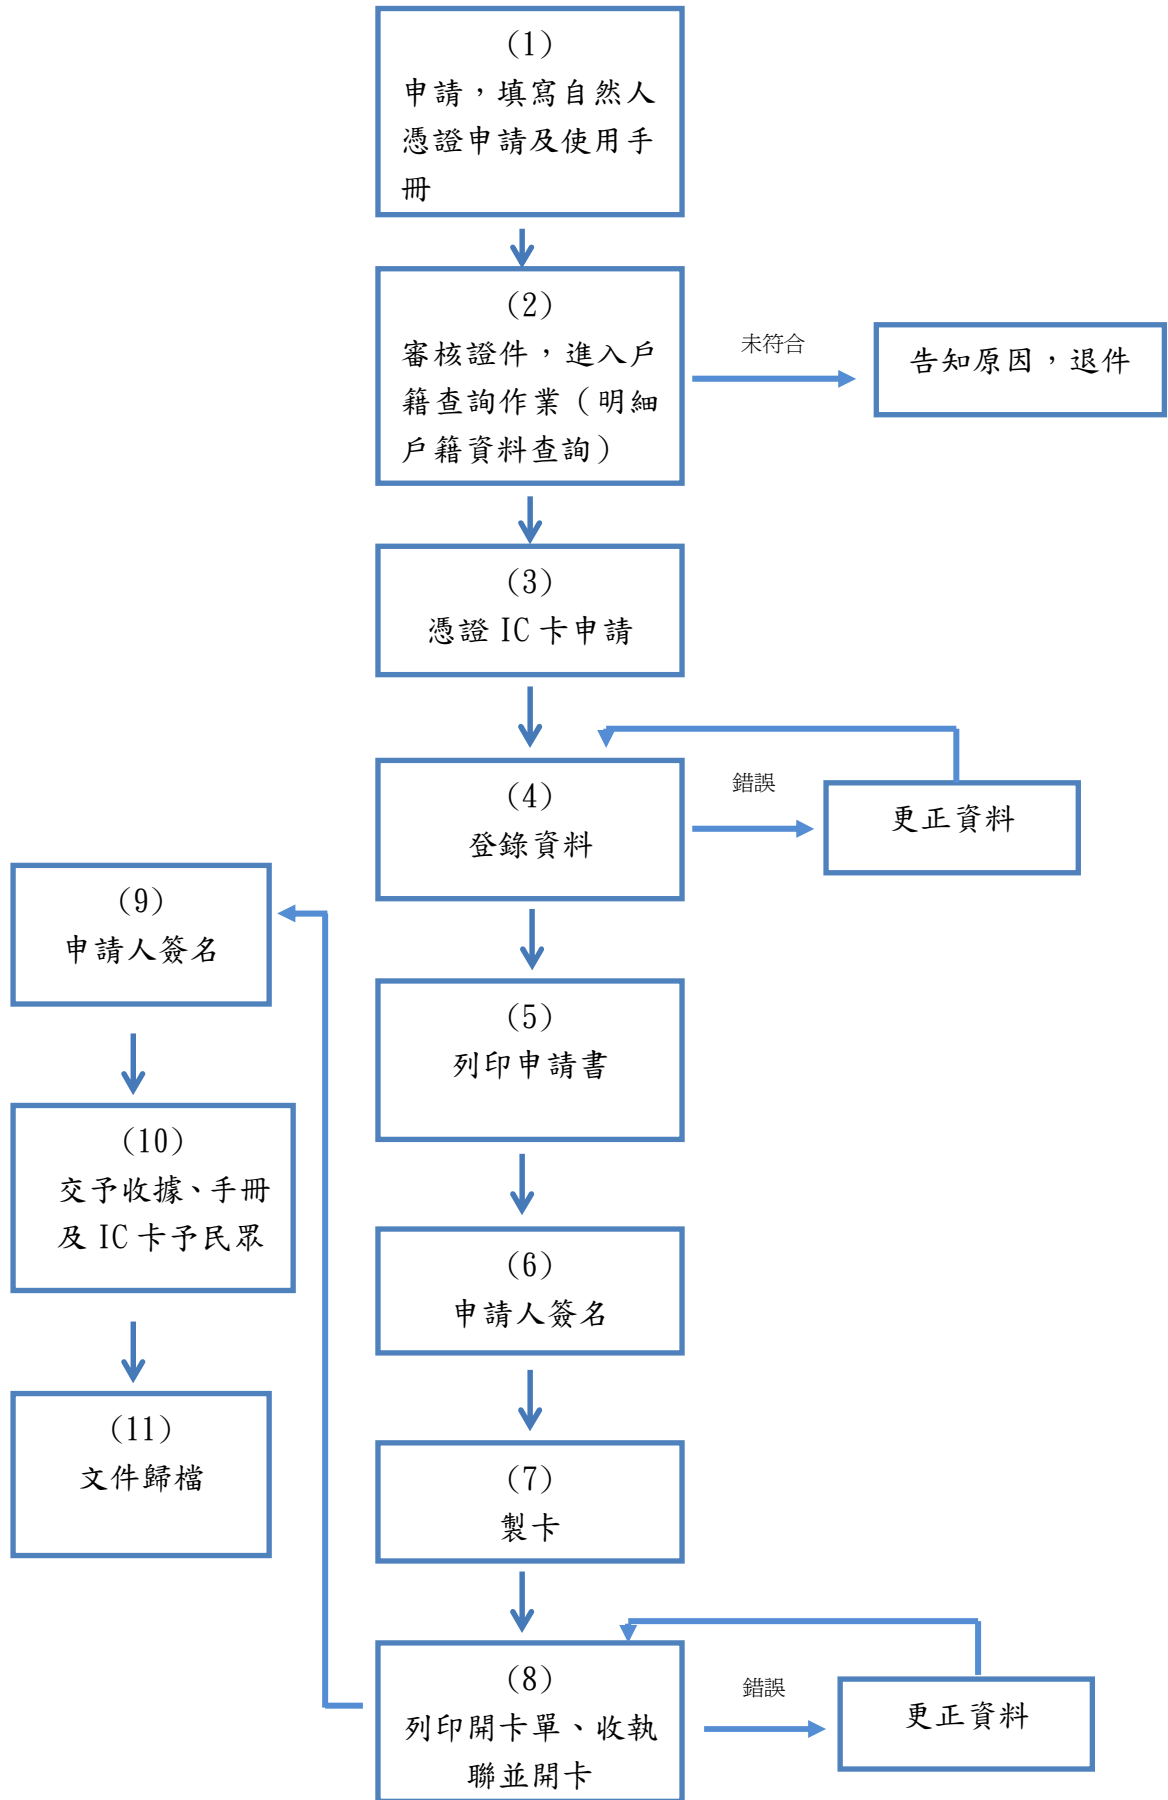 (1)
申請，填寫自然人
憑證申請及使用手
冊
(2)
審核證件，進入戶
籍查詢作業（明細
戶籍資料查詢）
未符合
告知原因，退件
(3)
憑證 IC 卡申請
(4)
登錄資料
錯誤
更正資料
(5)
列印申請書
(6)
申請人簽名
(7)
製卡
(8)
列印開卡單、收執
聯並開卡
錯誤
更正資料
(9)
申請人簽名
(10)
交予收據、手冊
及 IC 卡予民眾
(11)
文件歸檔